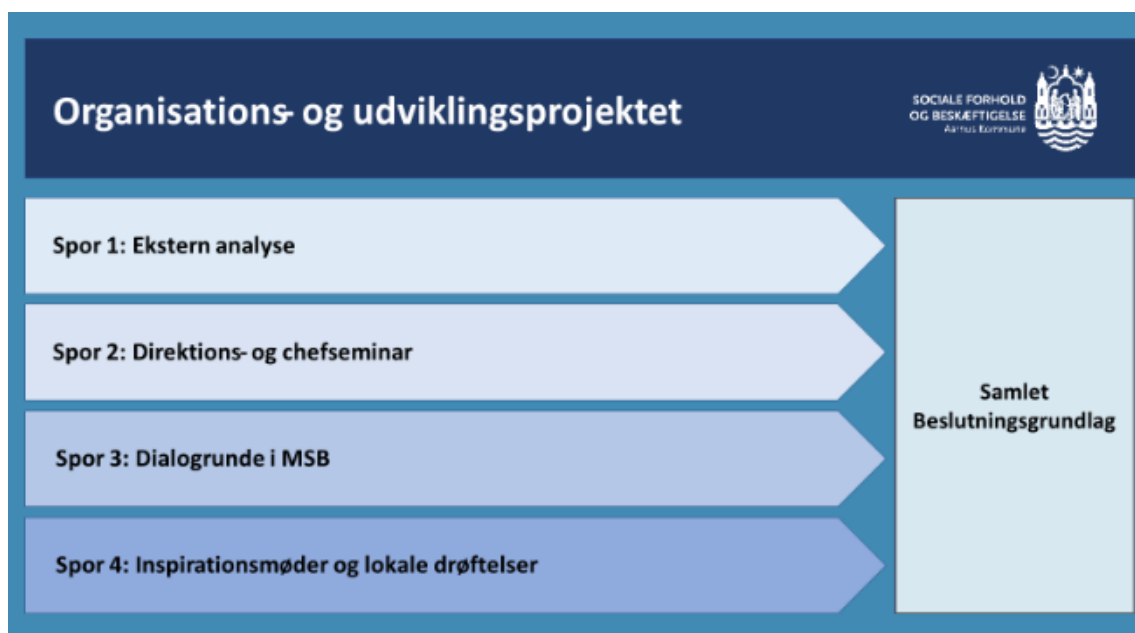 Organisations- og udviklingsprojektet
SOCIALE FORHOLD
OG BESKÆFTIGELSE
Aarhus Kommune
Spor 1: Ekstern analyse
Spor 2: Direktions- og chefseminar
Spor 3: Dialogrunde i MSB
Spor 4: Inspirationsmøder og lokale drøftelser
Samlet
Beslutningsgrundlag